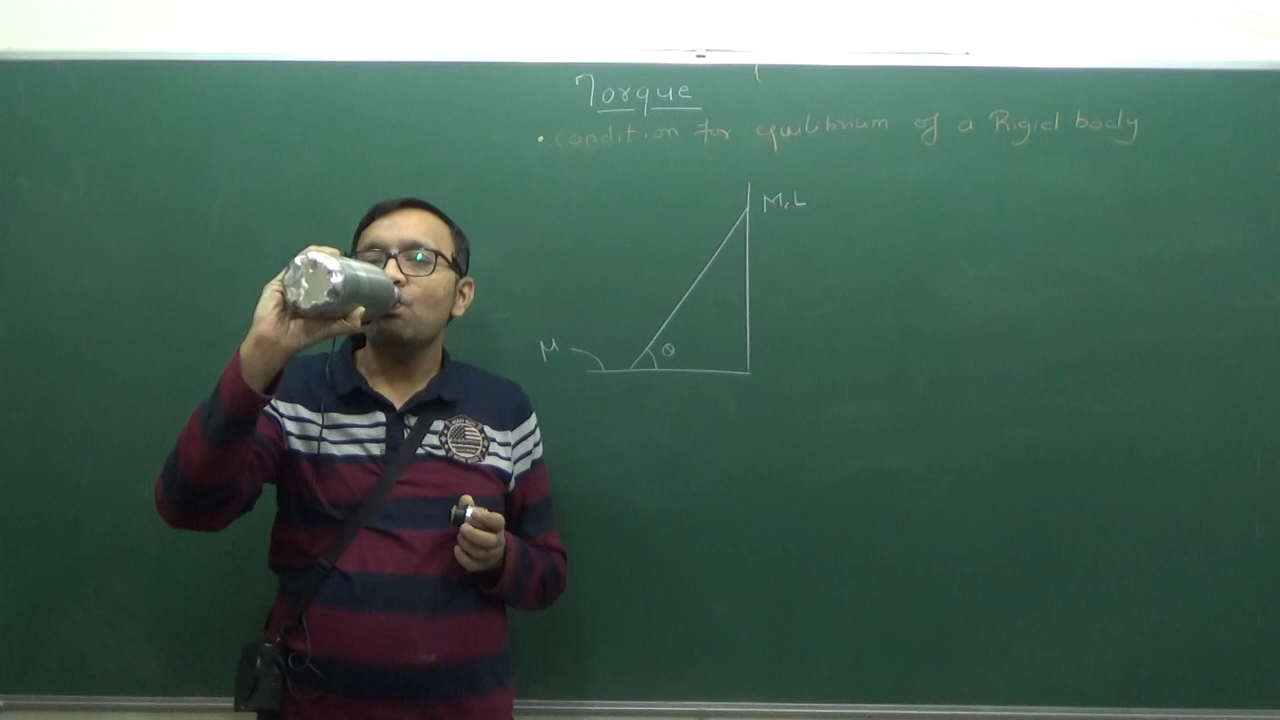 Torque
• condition for equilibrium of a Rigid body
M, L
μ
θ